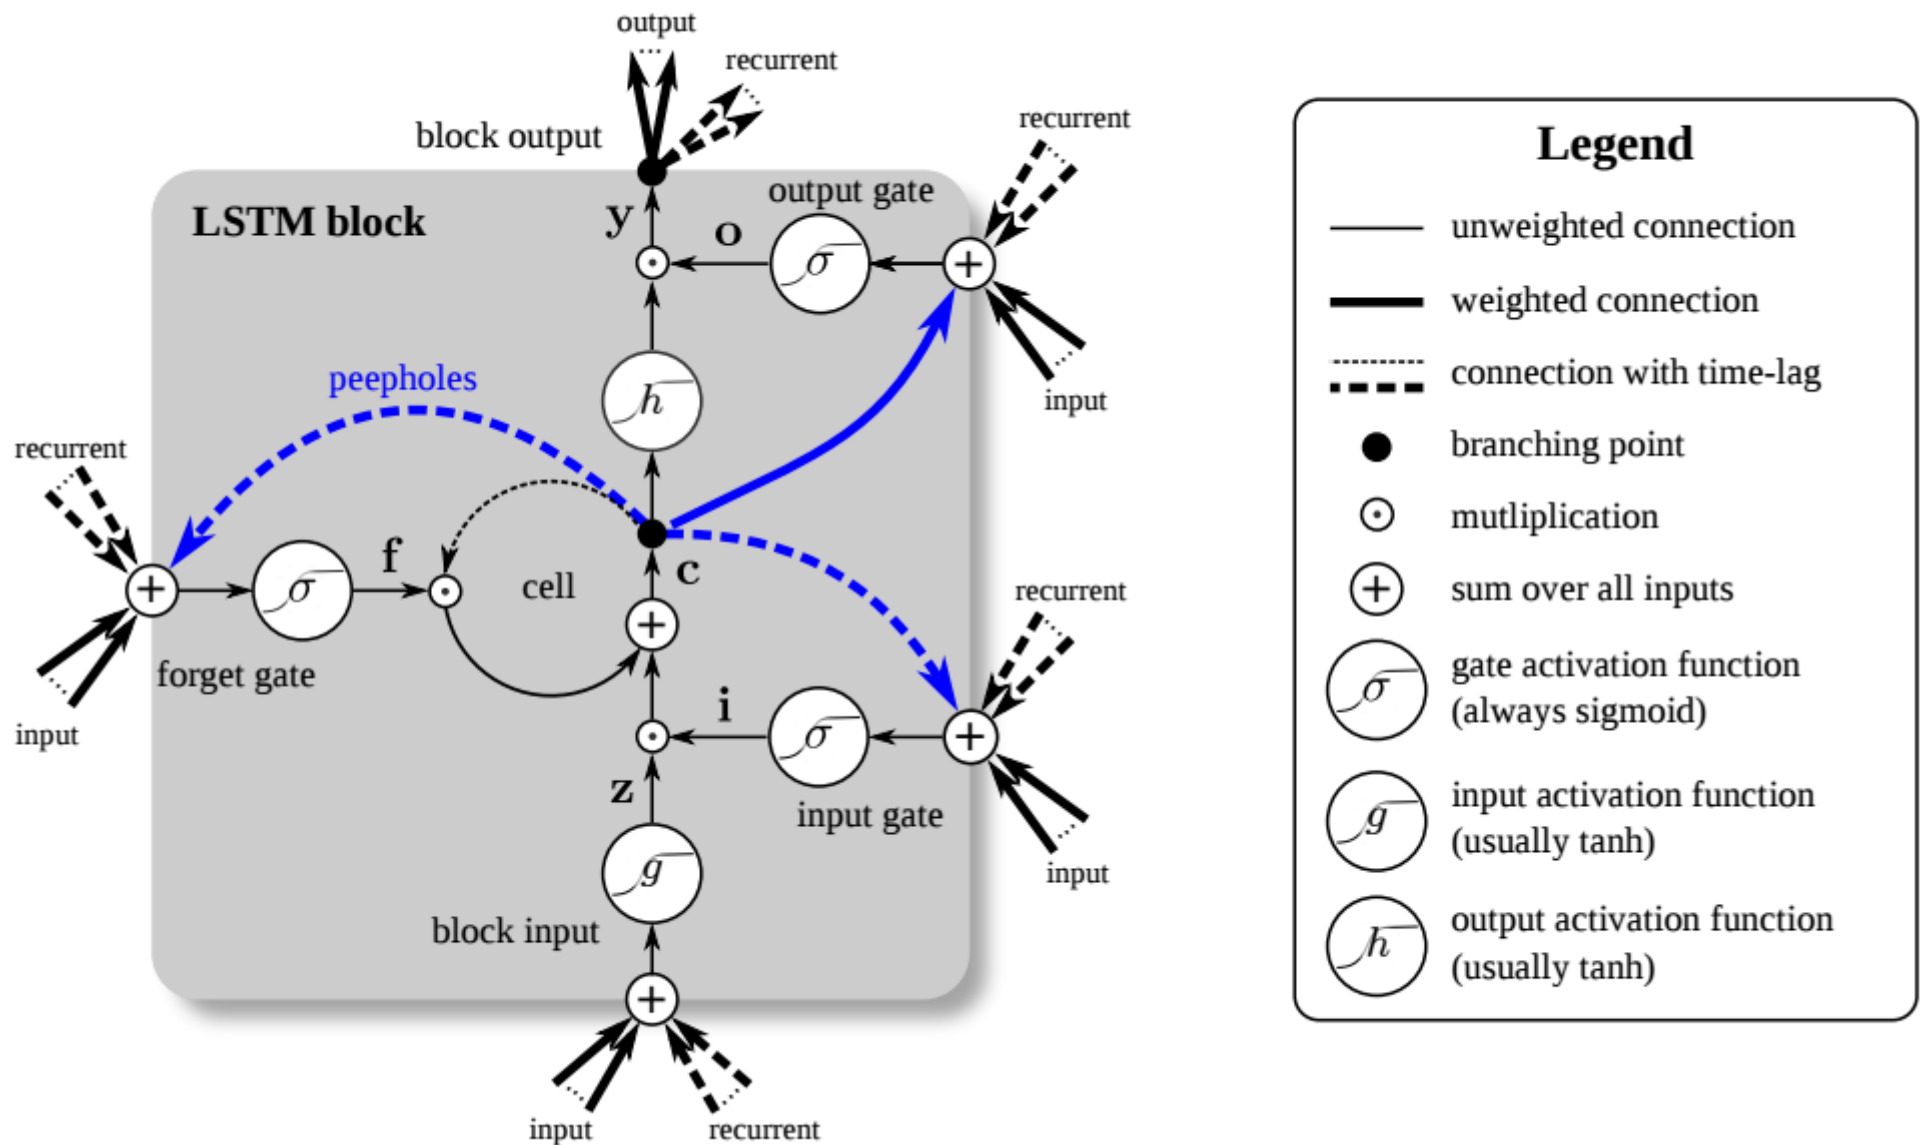 output
recurrent
block output
recurrent
LSTM block
output gate
y
o
σ
+
input
h
peepholes
recurrent
f
σ
+
cell
c
+
recurrent
forget gate
input
i
σ
+
z
input gate
input
g
block input
+
input
recurrent
Legend
unweighted connection
weighted connection
connection with time-lag
branching point
mutliplication
+ sum over all inputs
σ gate activation function
(always sigmoid)
g input activation function
(usually tanh)
h output activation function
(usually tanh)